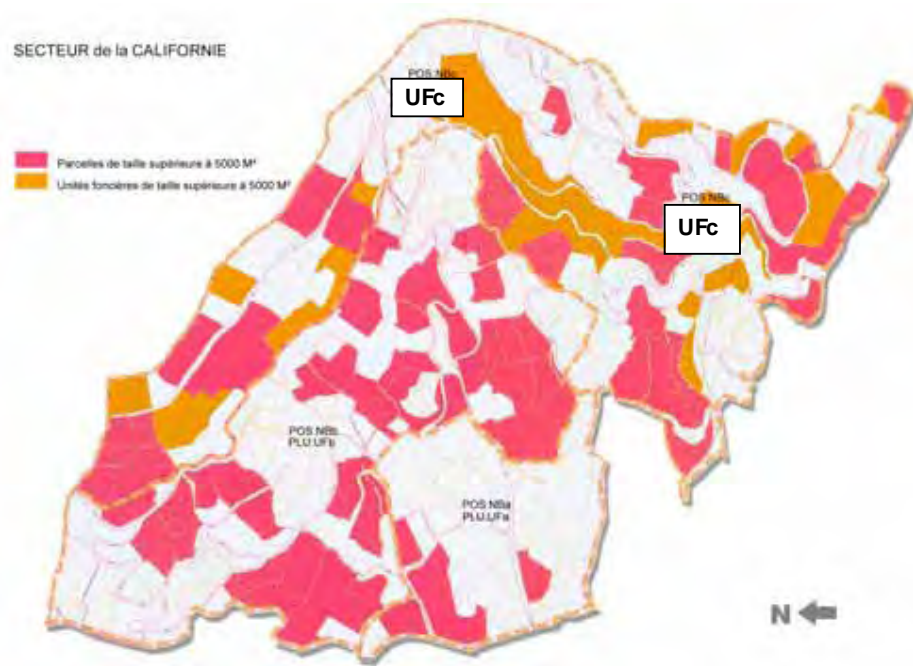 SECTEUR de la CALIFORNIE
POS NBc
UFc
Parcelles de taille supérieure à 5000 M²
Unités foncières de taille supérieure à 5000 M²
POS NBc
UFc
POS NBb
PLU UFb
POS NBa
PLU UFa
N